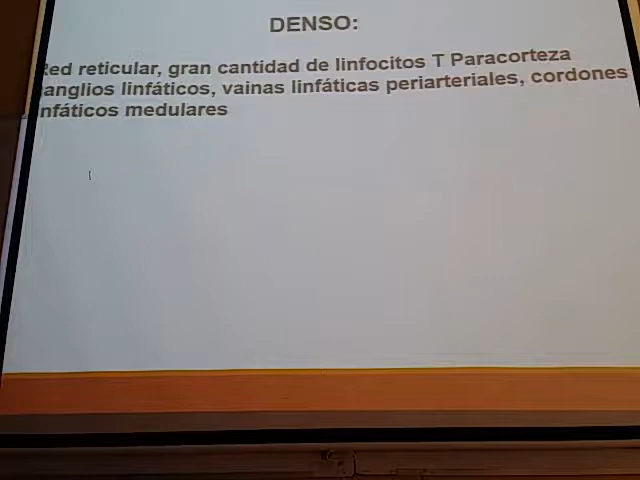 DENSO:
Red reticular, gran cantidad de linfocitos T Paracorteza
anglios linfáticos, vainas linfáticas periarteriales, cordones
nfáticos medulares